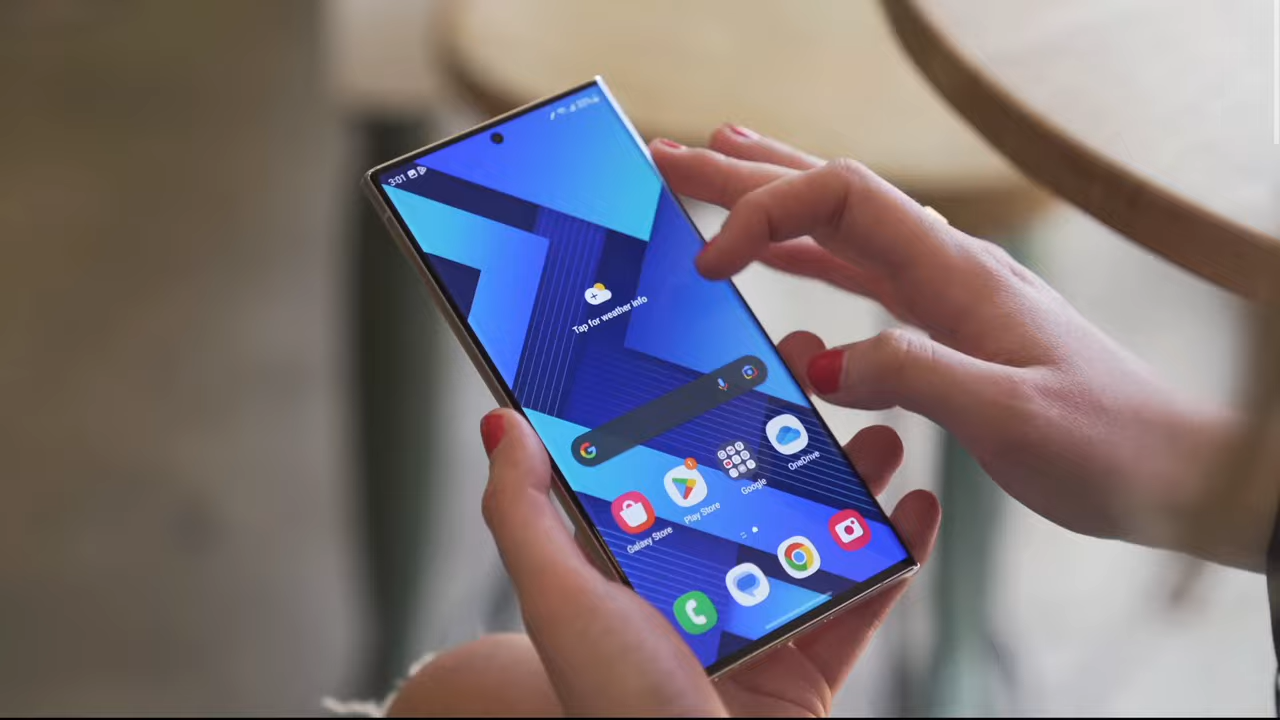 3:01
Tap for weather info
Galaxy Store
Play Store
Google
OneDrive